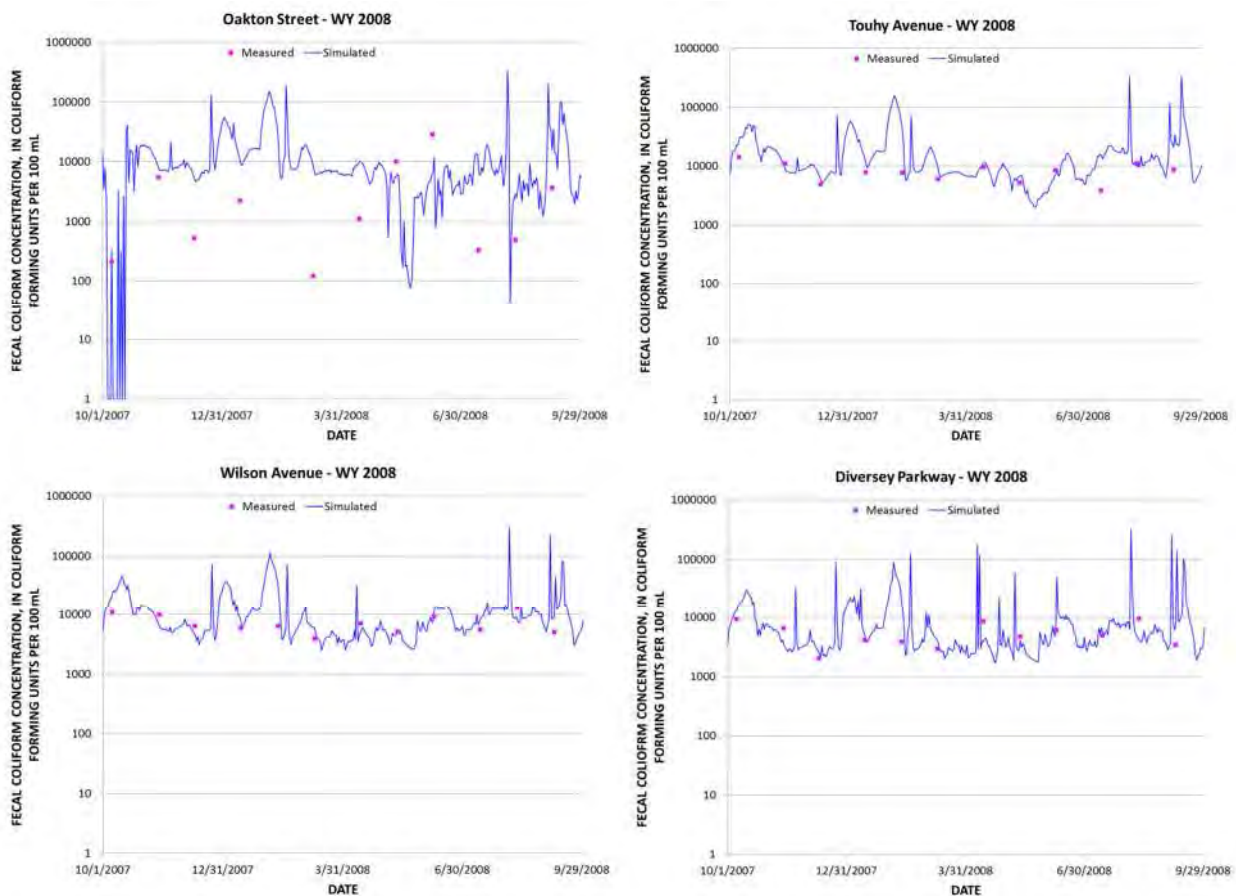 Oakton Street - WY 2008
Measured Simulated
FECAL COLIFORM CONCENTRATION, IN COLIFORM
FORMING UNITS PER 100 mL
1000000
100000
10000
1000
100
10
1
10/1/2007 12/31/2007 3/31/2008 6/30/2008 9/29/2008
DATE
Touhy Avenue - WY 2008
Measured Simulated
FECAL COLIFORM CONCENTRATION, IN COLIFORM
FORMING UNITS PER 100 mL
1000000
100000
10000
1000
100
10
1
10/1/2007 12/31/2007 3/31/2008 6/30/2008 9/29/2008
DATE
Wilson Avenue - WY 2008
Measured Simulated
FECAL COLIFORM CONCENTRATION, IN COLIFORM
FORMING UNITS PER 100mL
1000000
100000
10000
1000
100
10
1
10/1/2007 12/31/2007 3/31/2008 6/30/2008 9/29/2008
DATE
Diversey Parkway - WY 2008
Measured Simulated
FECAL COLIOFRM CONCENTRATION, IN COLIFORM
FORMING UNITS PER 100 mL
1000000
100000
10000
1000
100
10
1
10/1/2007 12/31/2007 3/31/2008 6/30/2008 9/29/2008
DATE